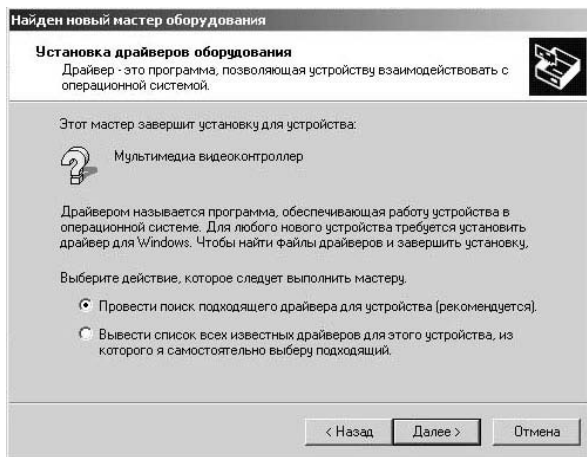 Найден новый мастер оборудования
Установка драйверов оборудования
Драйвер - это программа, позволяющая устройству взаимодействовать с
операционной системой.
Этот мастер завершит установку для устройства:
Мультимедиа видеоконтроллер
Драйвером называется программа, обеспечивающая работу устройства в
операционной системе. Для любого нового устройства требуется установить
драйвер для Windows. Чтобы найти файлы драйверов и завершить установку,
Выберите действие, которое следует выполнить мастеру.
Провести поиск подходящего драйвера для устройства (рекомендуется).
Вывести список всех известных драйверов для этого устройства, из
которого я самостоятельно выберу подходящий.
< Назад Далее > Отмена